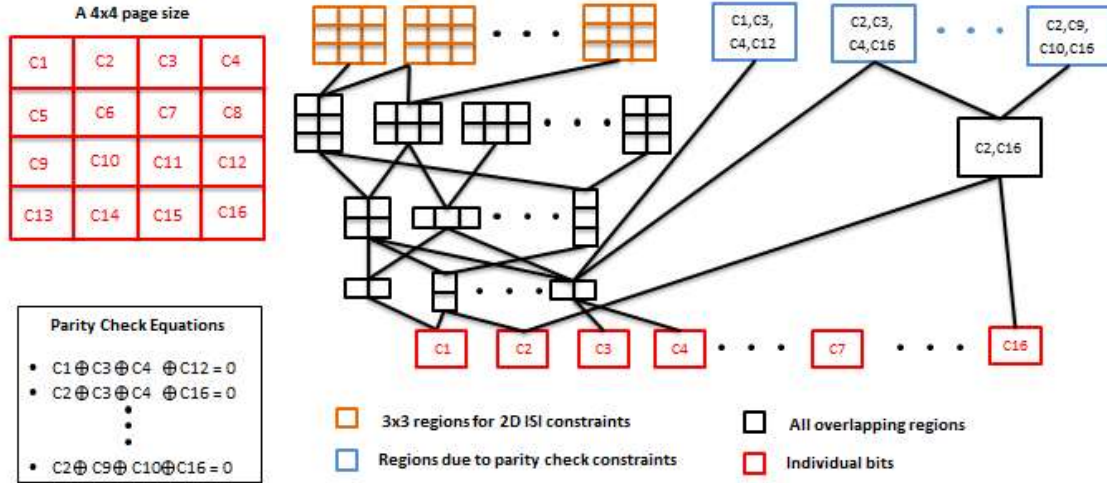 A 4x4 page size
C1 C2 C3 C4
C5 C6 C7 C8
C9 C10 C11 C12
C13 C14 C15 C16
C1,C3,
C4,C12
C2,C3,
C4,C16
C2,C9,
C10,C16
C2,C16
C1 C2 C3 C4 C7 C16
Parity Check Equations
• C1⊕C3⊕C4 ⊕C12 = 0
• C2⊕C3⊕C4 ⊕C16 = 0
• C2⊕C9⊕C10⊕C16 = 0
3x3 regions for 2D ISI constraints
All overlapping regions
Regions due to parity check constraints
Individual bits